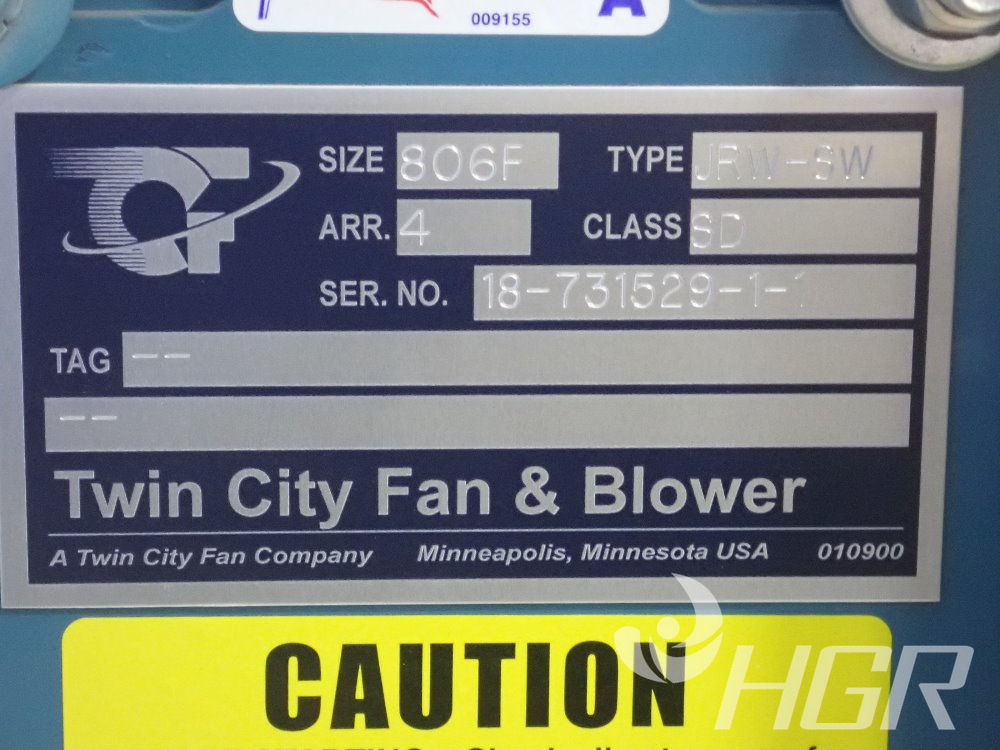 009155 A
SIZE 806F TYPE JRW-SW
ARR. 4 CLASS SD
SER. NO. 18-731529-1-1
TAG --
--
Twin City Fan & Blower
A Twin City Fan Company Minneapolis, Minnesota USA 010900
CAUTION
HGR